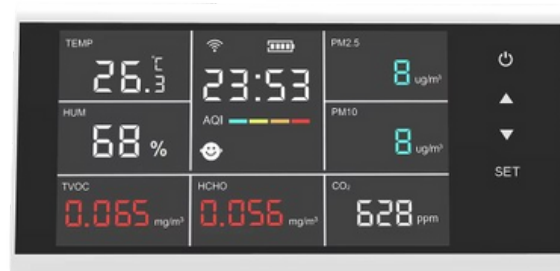 TEMP
26.3 ℃
HUM
68 %
23:53
AQI
PM2.5
8 ug/m³
PM10
8 ug/m³
TVOC
0.065 mg/m³
HCHO
0.056 mg/m³
CO₂
628 ppm
SET